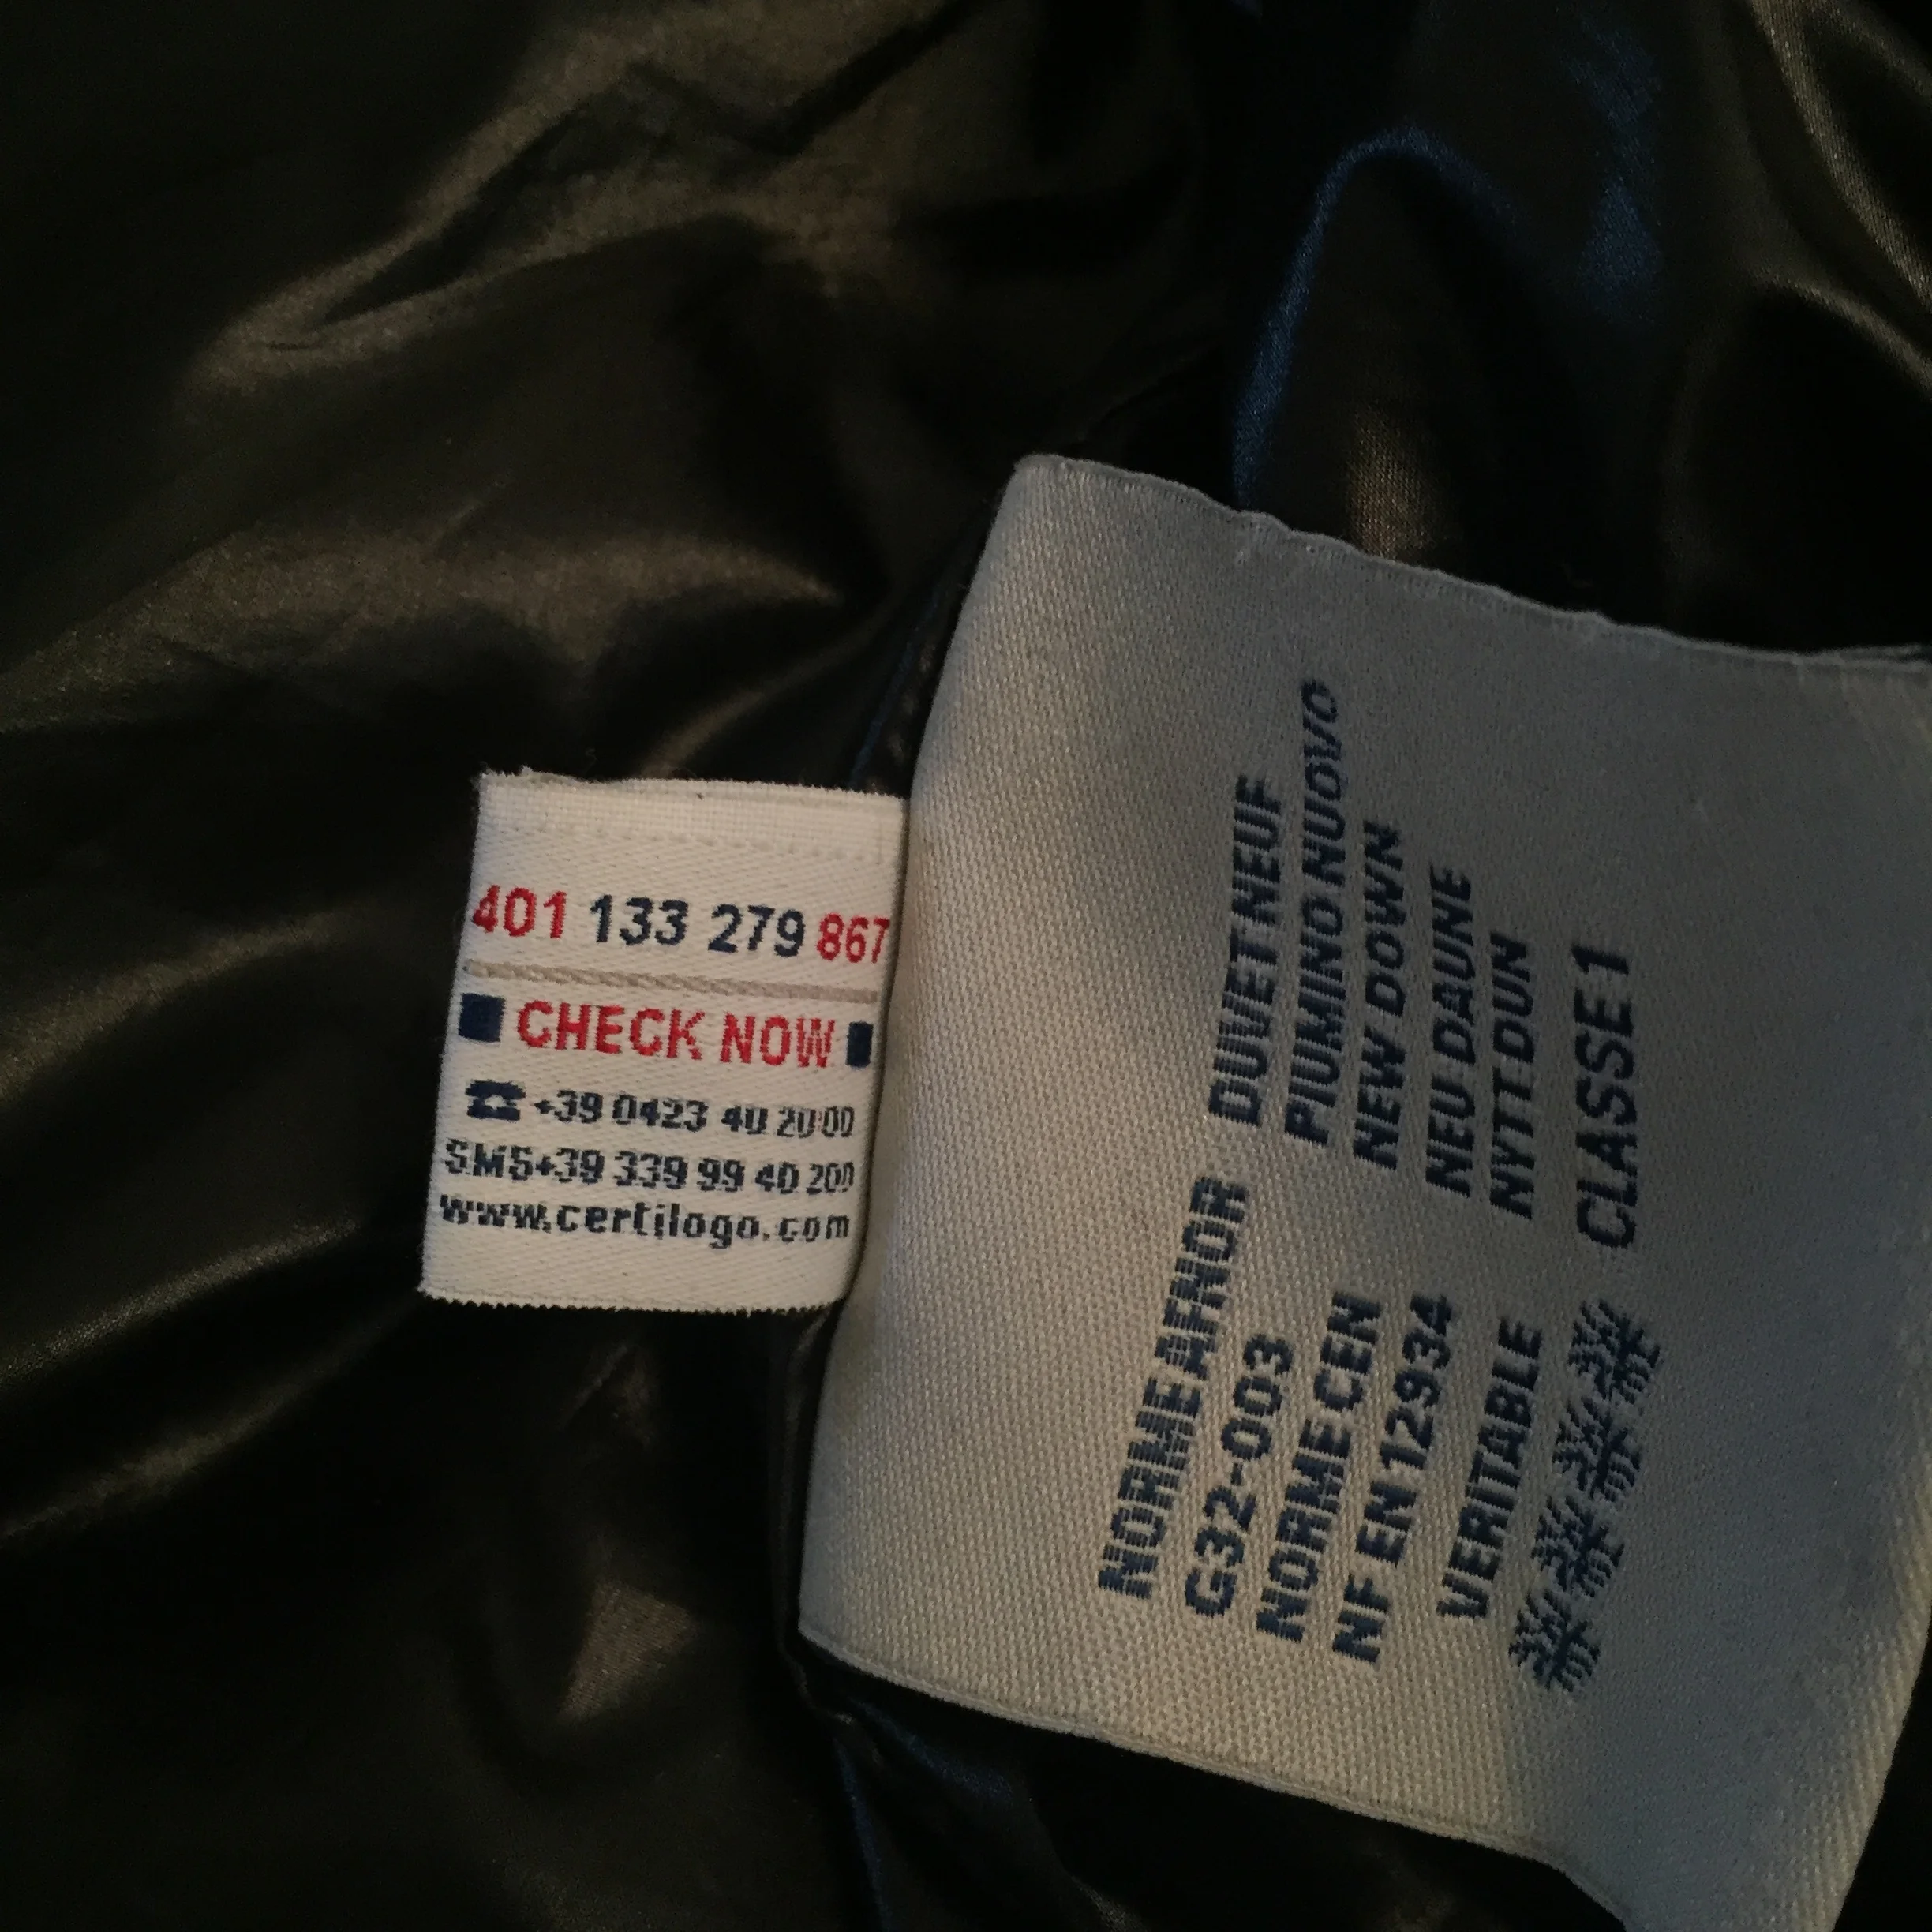 401 133 279 867
CHECK NOW
+39 0423 40 20 00
SMS+39 339 99 40 200
www.certilogo.com
NORME AFNOR
G32-003
NORME CEN
NF EN 12934
VERITABLE
DUVET NEUF
PIUMINO NUOVO
NEW DOWN
NEU DAUNE
NYTT DUN
CLASSE 1